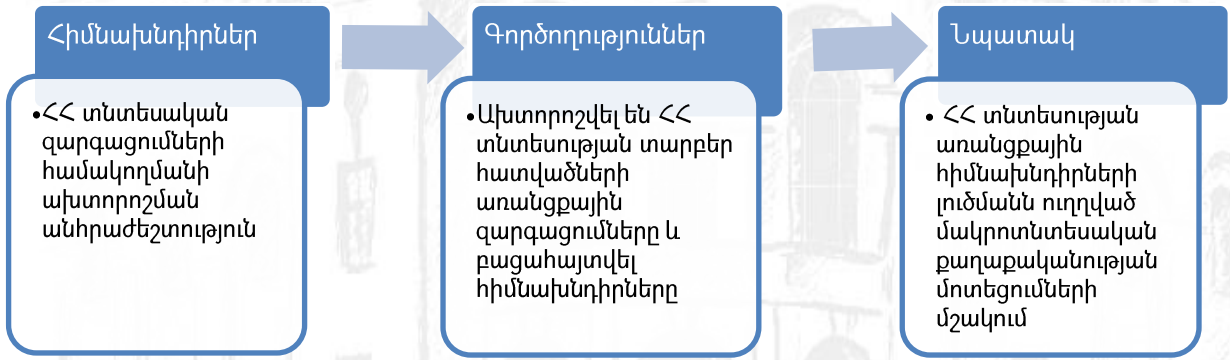 Հիմնախնդիրներ
•ՀՀ տնտեսական
զարգացումների
համակողմանի
ախտորոշման
անհրաժեշտություն
Գործողություններ
•Ախտորոշվել են ՀՀ
տնտեսության տարբեր
հատվածների
առանցքային
զարգացումները և
բացահայտվել
հիմնախնդիրները
Նպատակ
• ՀՀ տնտեսության
առանցքային
հիմնախնդիրների
լուծմանն ուղղված
մակրոտնտեսական
քաղաքականության
մոտեցումների
մշակում